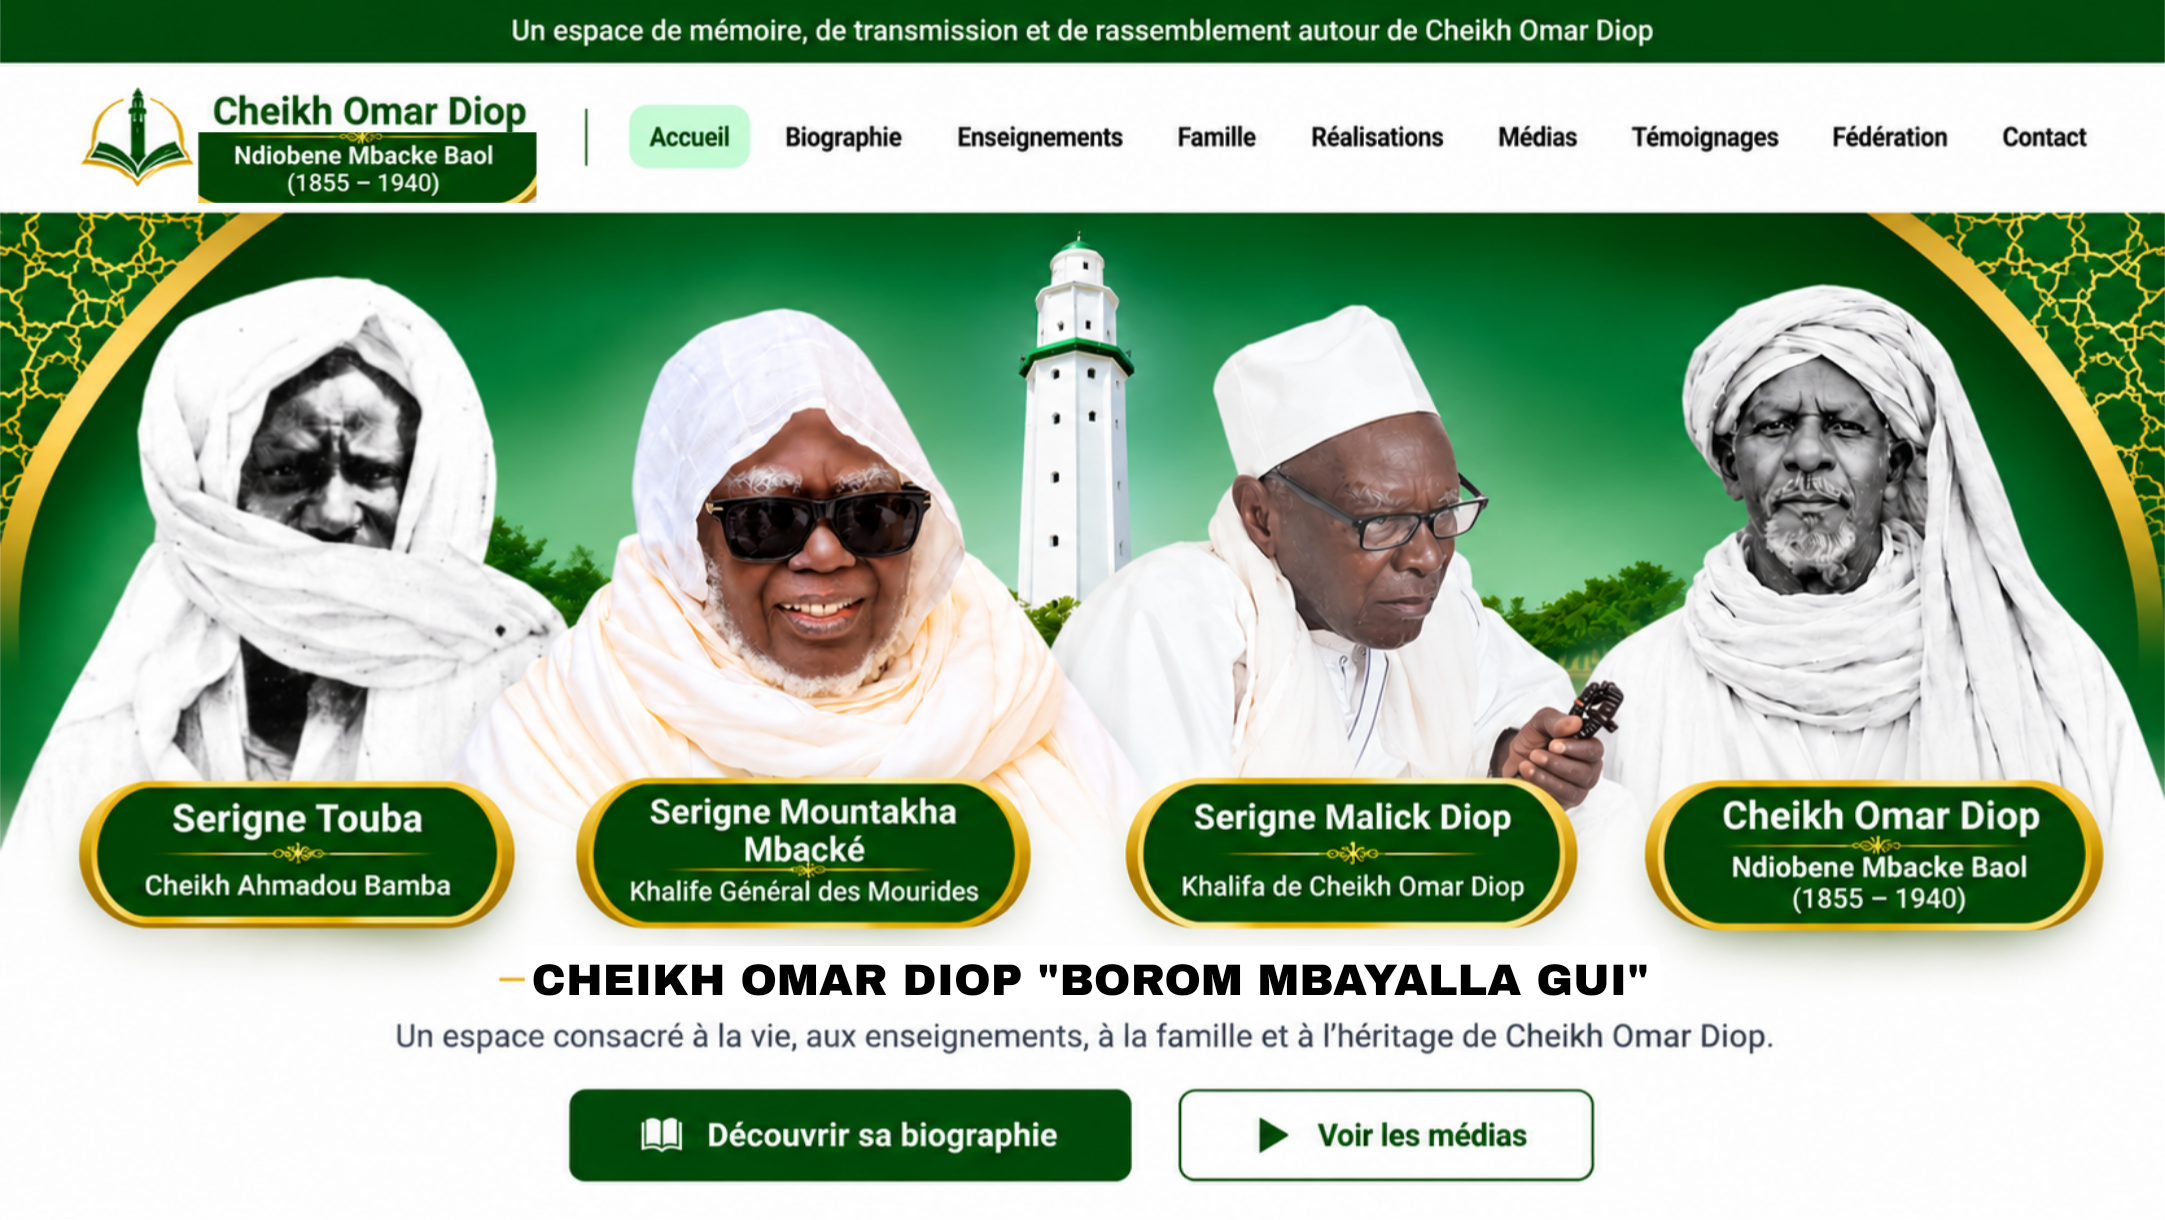 Un espace de mémoire, de transmission et de rassemblement autour de Cheikh Omar Diop
Cheikh Omar Diop
Ndiobene Mbacke Baol
(1855 – 1940)
Accueil
Biographie
Enseignements
Famille
Réalisations
Médias
Témoignages
Fédération
Contact
Serigne Touba
Cheikh Ahmadou Bamba
Serigne Mountakha
Mbacké
Khalife Général des Mourides
Serigne Malick Diop
Khalifa de Cheikh Omar Diop
Cheikh Omar Diop
Ndiobene Mbacke Baol
(1855 – 1940)
CHEIKH OMAR DIOP "BOROM MBAYALLA GUI"
Un espace consacré à la vie, aux enseignements, à la famille et à l’héritage de Cheikh Omar Diop.
Découvrir sa biographie
Voir les médias